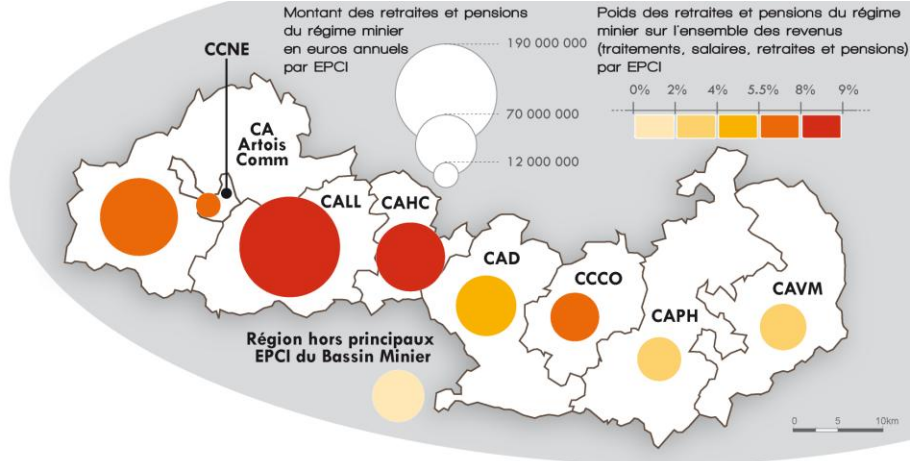 Montant des retraites et pensions
du régime minier
en euros annuels
par EPCI
190 000 000
70 000 000
12 000 000
Poids des retraites et pensions du régime
minier sur l'ensemble des revenus
(traitements, salaires, retraites et pensions)
par EPCI
0% 2% 4% 5.5% 8% 9%
CCNE
CA
Artois
Comm
CALL
CAHC
CAD
CCCO
CAPH
CAVM
Région hors principaux
EPCI du Bassin Minier
0 5 10km